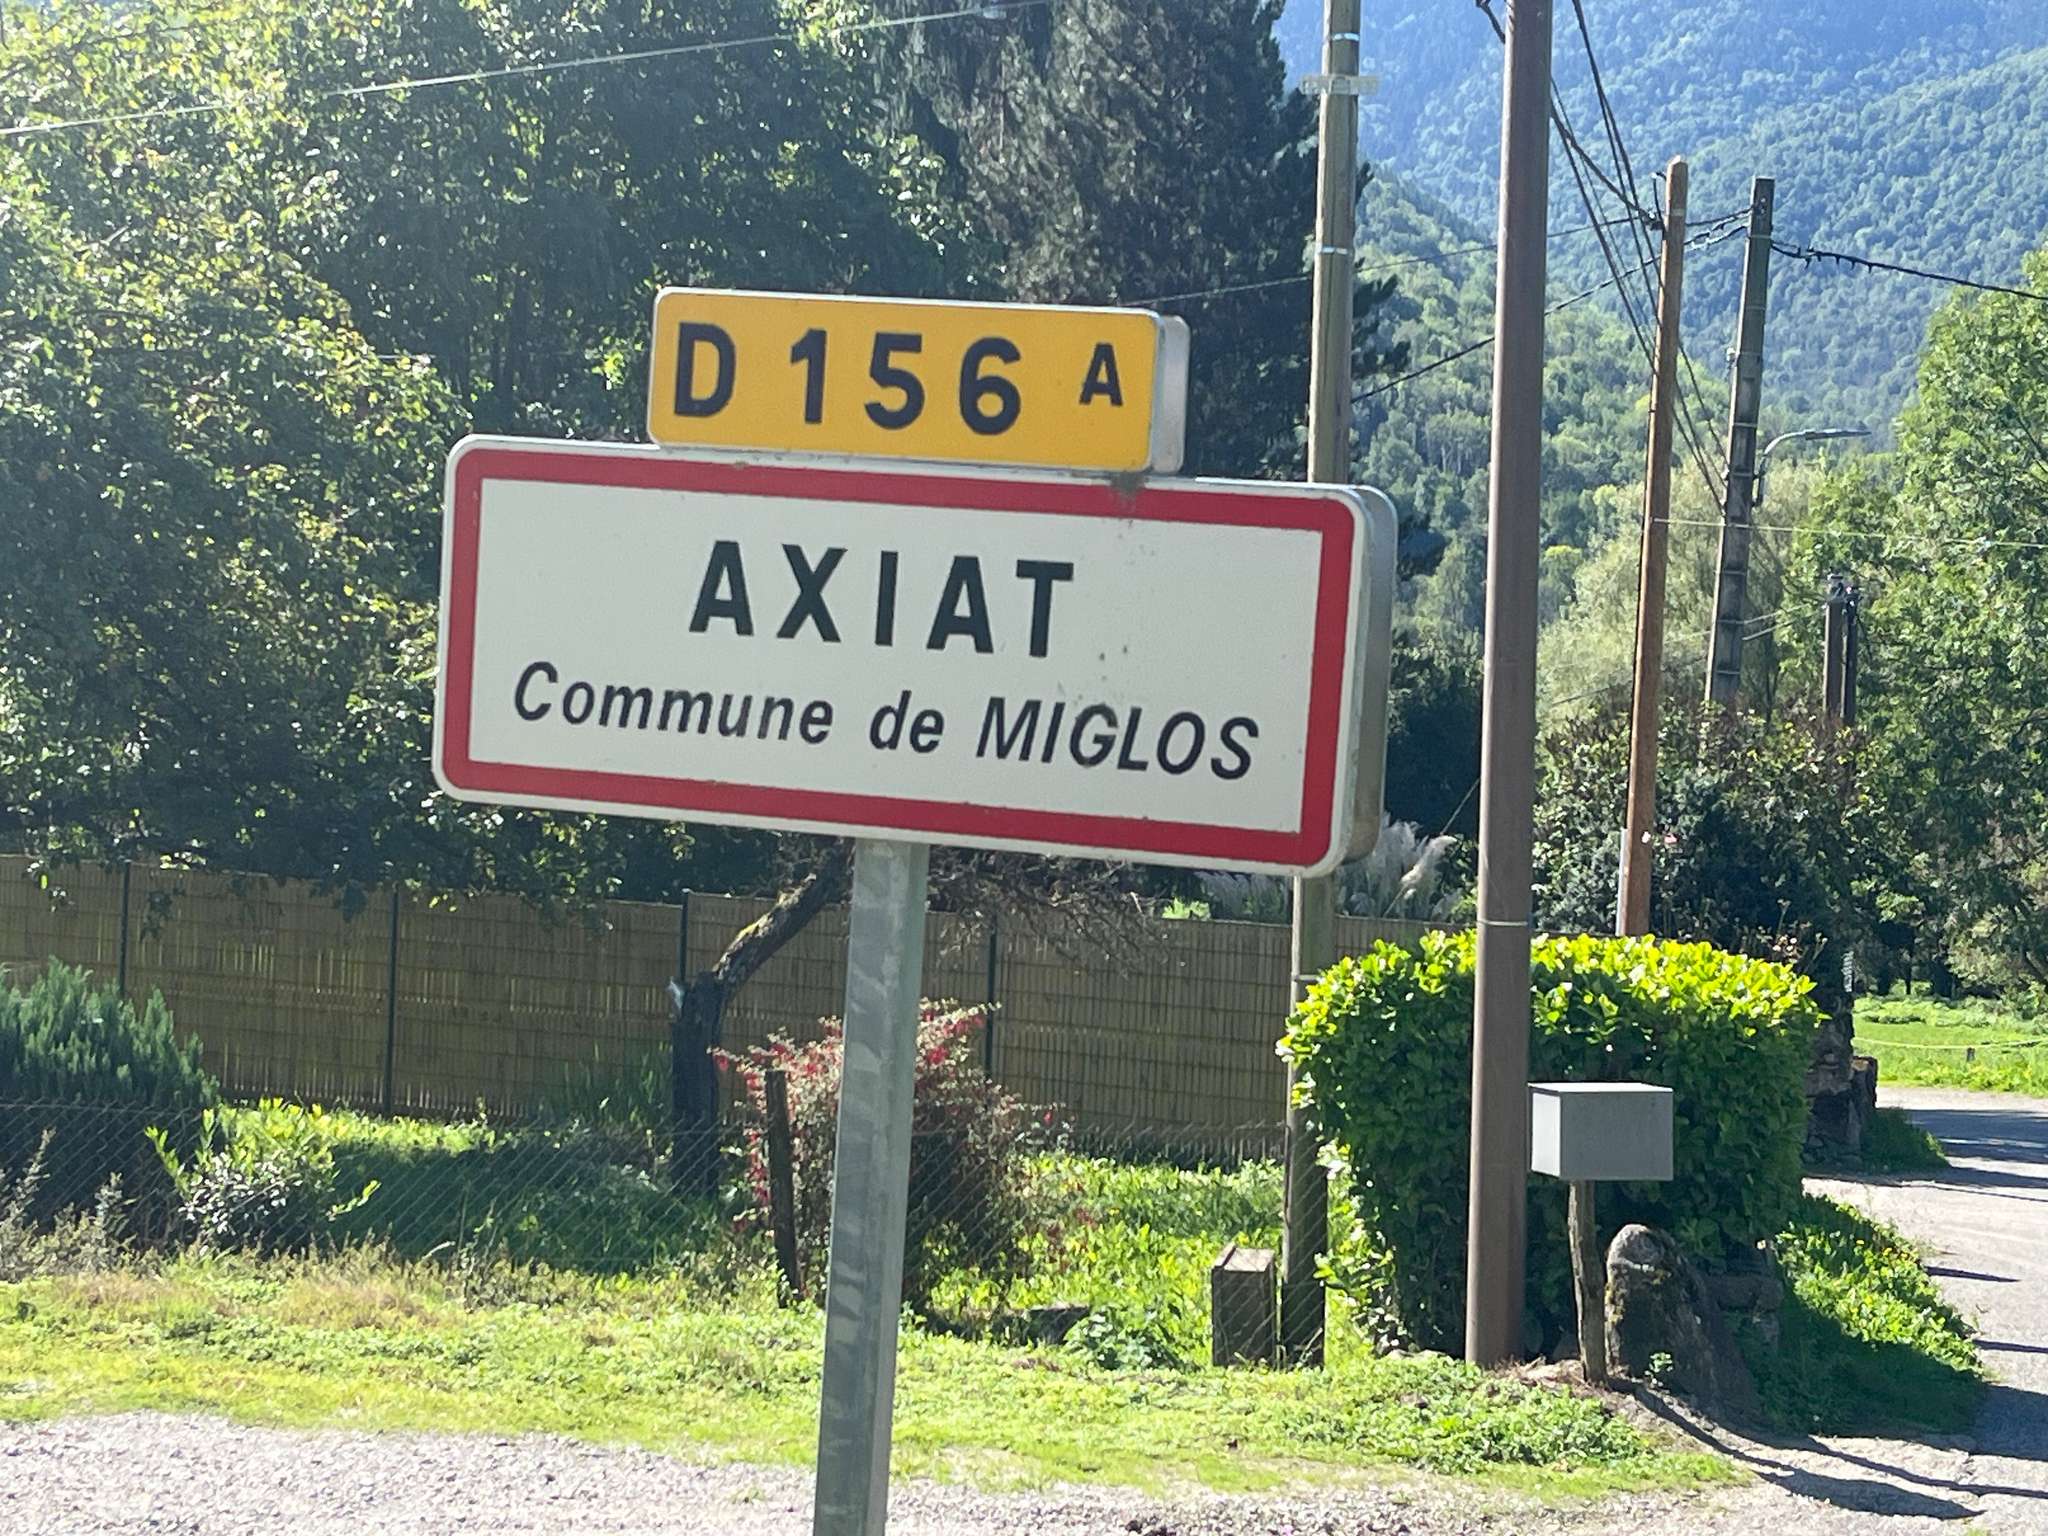 D 156 A
AXIAT
Commune de MIGLOS